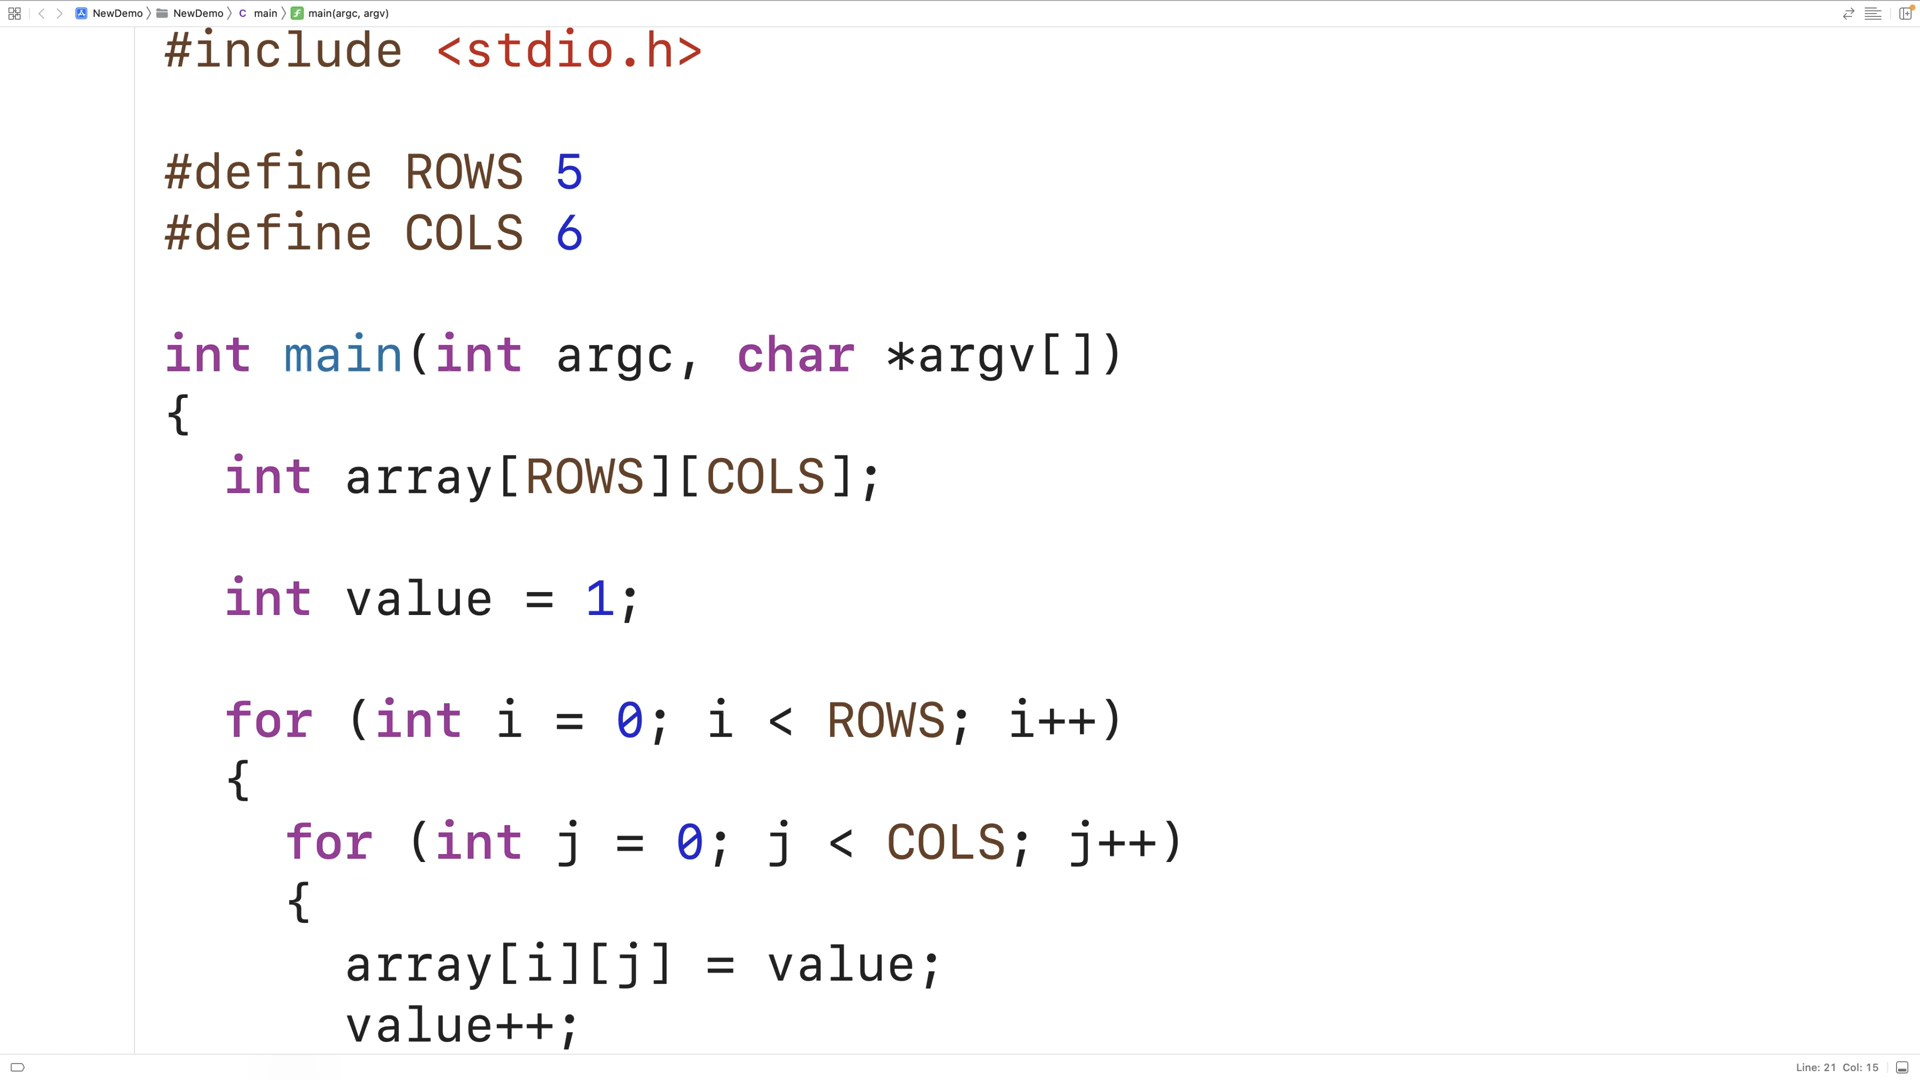 NewDemo NewDemo C main f main(argc, argv)
#include <stdio.h>
#define ROWS 5
#define COLS 6
int main(int argc, char *argv[])
{
int array[ROWS][COLS];
int value = 1;
for (int i = 0; i < ROWS; i++)
{
for (int j = 0; j < COLS; j++)
{
array[i][j] = value;
value++;
Line: 21 Col: 15